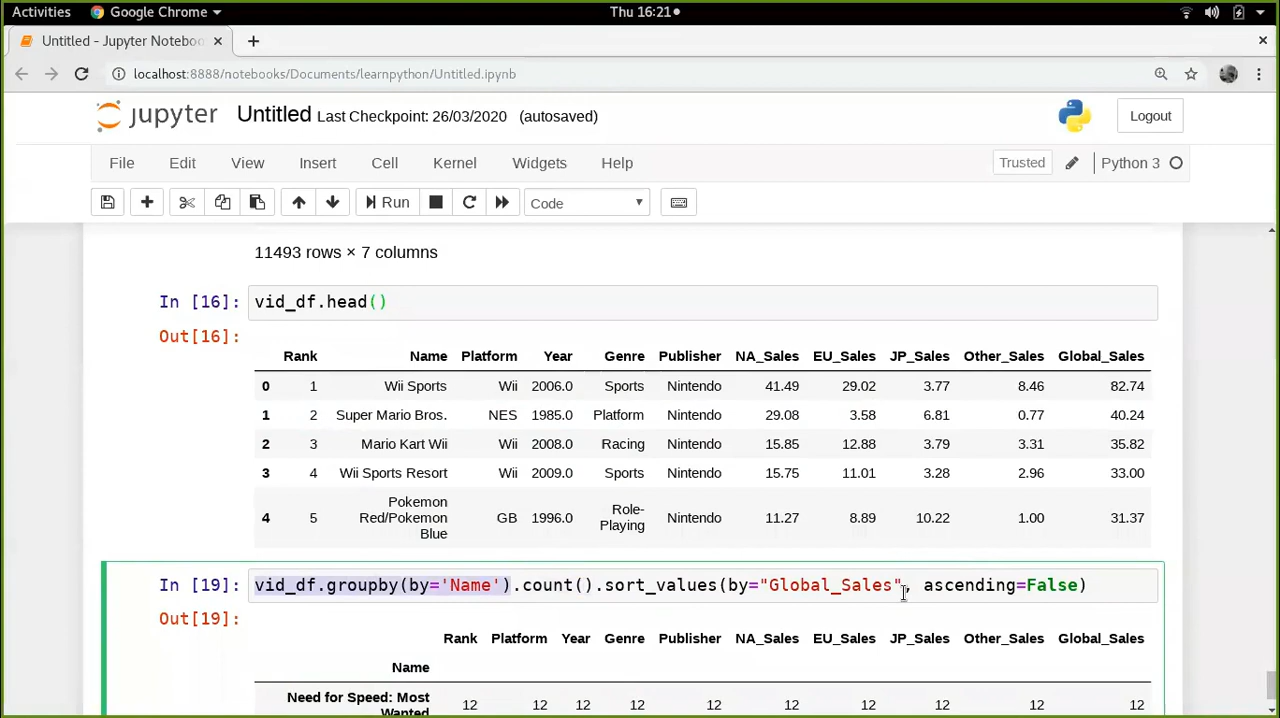 Activities Google Chrome Thu 16:21
Untitled - Jupyter Noteboo
localhost:8888/notebooks/Documents/learnpython/Untitled.ipynb
jupyter Untitled Last Checkpoint: 26/03/2020 (autosaved) Logout
File Edit View Insert Cell Kernel Widgets Help Trusted Python 3
Run Code
11493 rows × 7 columns
In [16]: vid_df.head()
Out[16]:
Rank Name Platform Year Genre Publisher NA_Sales EU_Sales JP_Sales Other_Sales Global_Sales
0 1 Wii Sports Wii 2006.0 Sports Nintendo 41.49 29.02 3.77 8.46 82.74
1 2 Super Mario Bros. NES 1985.0 Platform Nintendo 29.08 3.58 6.81 0.77 40.24
2 3 Mario Kart Wii Wii 2008.0 Racing Nintendo 15.85 12.88 3.79 3.31 35.82
3 4 Wii Sports Resort Wii 2009.0 Sports Nintendo 15.75 11.01 3.28 2.96 33.00
4 5 Pokemon Red/Pokemon Blue GB 1996.0 Role-Playing Nintendo 11.27 8.89 10.22 1.00 31.37
In [19]: vid_df.groupby(by='Name').count().sort_values(by="Global_Sales", ascending=False)
Out[19]:
Rank Platform Year Genre Publisher NA_Sales EU_Sales JP_Sales Other_Sales Global_Sales
Name
Need for Speed: Most Wanted 12 12 12 12 12 12 12 12 12 12